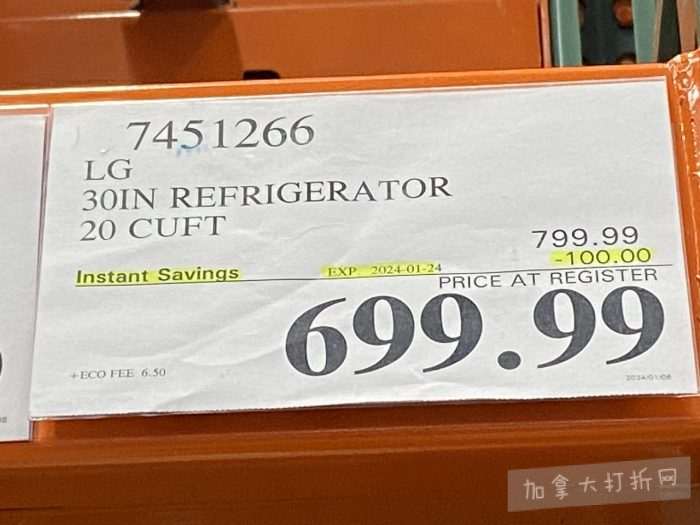 7451266
LG
30IN REFRIGERATOR
20 CUFT
799.99
Instant Savings EXP. 2024-01-24 -100.00
PRICE AT REGISTER
699.99
+ECO FEE 6.50
2024/01/08
加拿大打折网